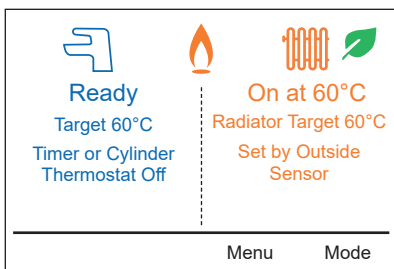 Ready
Target 60°C
Timer or Cylinder
Thermostat Off
On at 60°C
Radiator Target 60°C
Set by Outside
Sensor
Menu
Mode